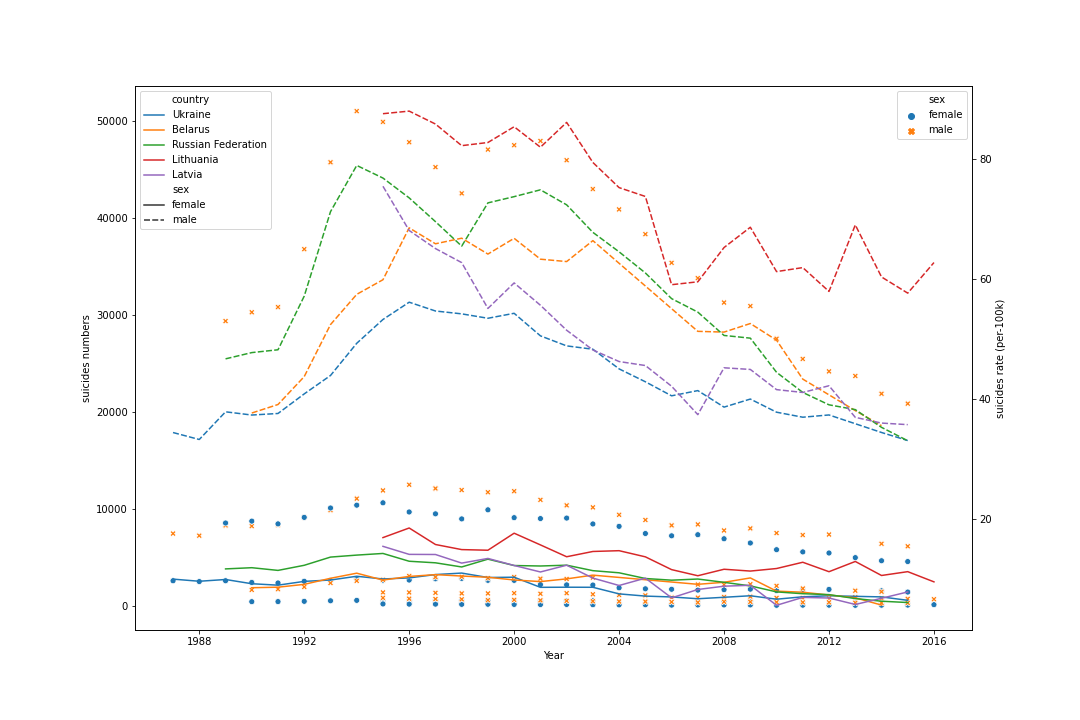 country
Ukraine
Belarus
Russian Federation
Lithuania
Latvia
sex
female
male
sex
female
male
50000
40000
30000
20000
10000
0
suicides numbers
80
60
40
20
suicides rate (per-100k)
1988 1992 1996 2000 2004 2008 2012 2016
Year